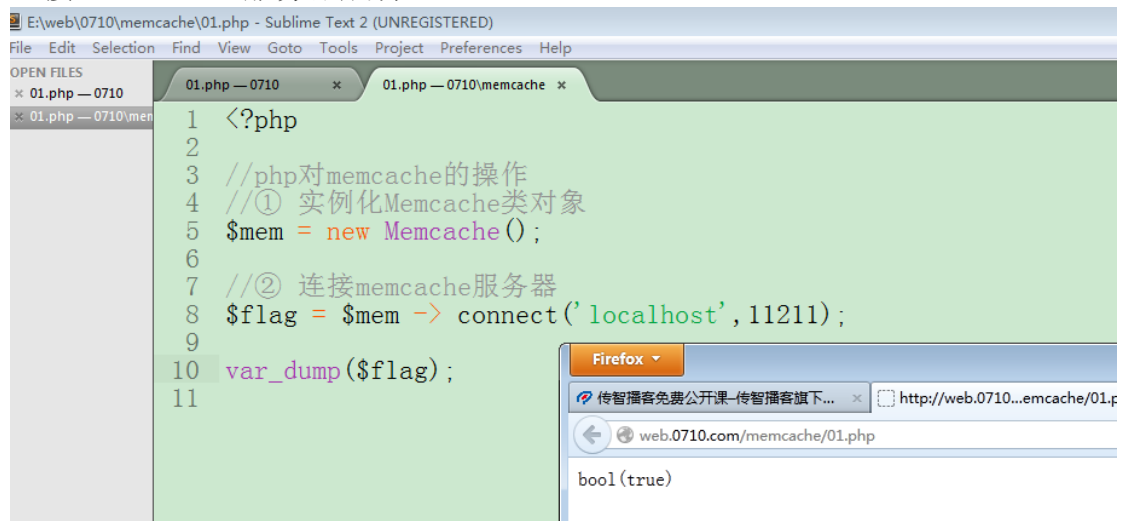 E:\web\0710\memcache\01.php - Sublime Text 2 (UNREGISTERED)
File Edit Selection Find View Goto Tools Project Preferences Help
OPEN FILES
× 01.php — 0710
× 01.php — 0710\mem
01.php — 0710 ×
01.php — 0710\memcache ×
1 <?php
2
3 //php对memcache的操作
4 //① 实例化Memcache类对象
5 $mem = new Memcache();
6
7 //② 连接memcache服务器
8 $flag = $mem -> connect('localhost',11211);
9
10 var_dump($flag);
11
Firefox
传智播客免费公开课–传智播客旗下... ×
http://web.0710...emcache/01.p
web.0710.com/memcache/01.php
bool(true)